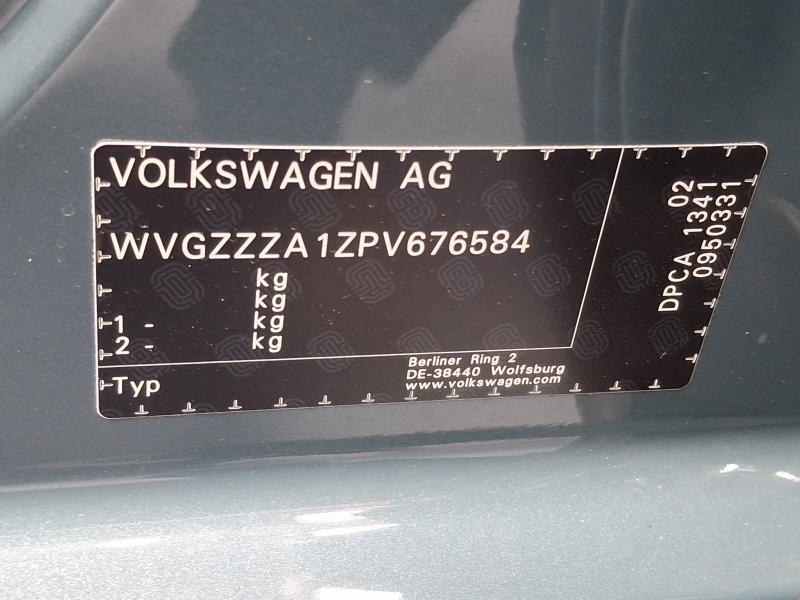 VOLKSWAGEN AG
WVGZZZA1ZPV676584
kg
kg
1 - kg
2 - kg
Typ
Berliner Ring 2
DE-38440 Wolfsburg
www.volkswagen.com
02
DPCA 1341
0950331